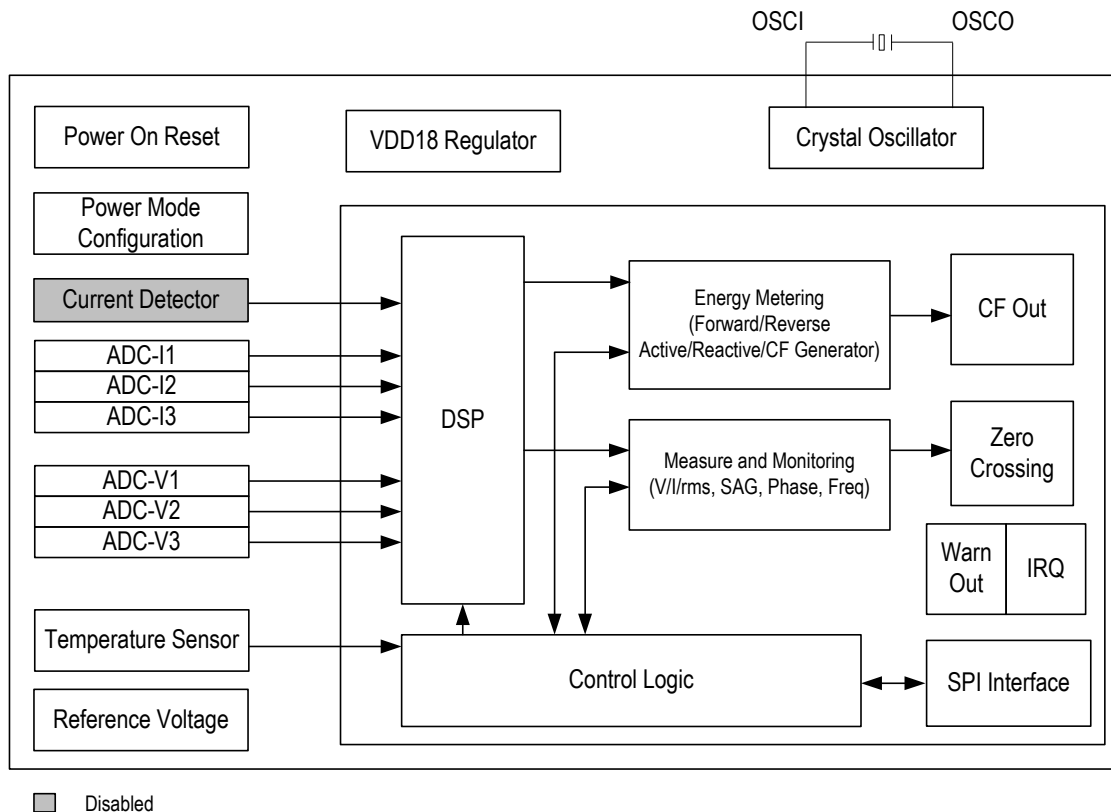 OSCI
OSCO
Power On Reset
VDD18 Regulator
Crystal Oscillator
Power Mode
Configuration
Current Detector
ADC-I1
ADC-I2
ADC-I3
ADC-V1
ADC-V2
ADC-V3
Temperature Sensor
Reference Voltage
DSP
Energy Metering
(Forward/Reverse
Active/Reactive/CF Generator)
CF Out
Measure and Monitoring
(V/I/rms, SAG, Phase, Freq)
Zero
Crossing
Warn
Out
IRQ
Control Logic
SPI Interface
Disabled